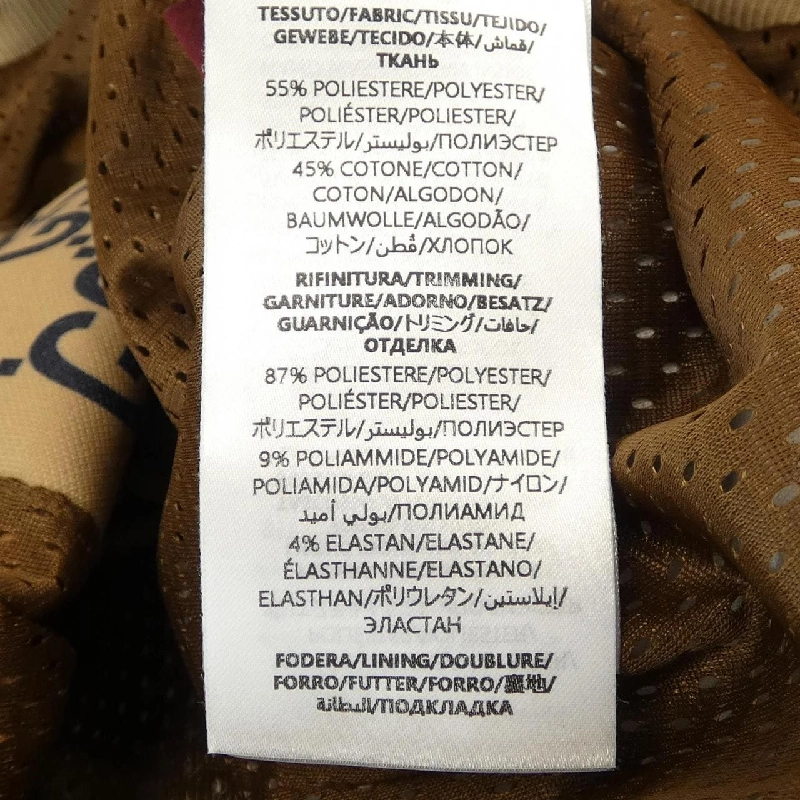 TESSUTO/FABRIC/TISSU/TEJIDO/
GEWEBE/TECIDO/本体/قماش/
ТКАНЬ
55% POLIESTERE/POLYESTER/
POLIÉSTER/POLIESTER/
ポリエステル/بوليستر/ПОЛИЭСТЕР
45% COTONE/COTTON/
COTON/ALGODON/
BAUMWOLLE/ALGODÃO/
コットン/قُطن/ХЛОПОК
RIFINITURA/TRIMMING/
GARNITURE/ADORNO/BESATZ/
GUARNIÇÃO/トリミング/حافات/
ОТДЕЛКА
87% POLIESTERE/POLYESTER/
POLIÉSTER/POLIESTER/
ポリエステル/بوليستر/ПОЛИЭСТЕР
9% POLIAMMIDE/POLYAMIDE/
POLIAMIDA/POLYAMID/ナイロン/
بولي أميد/ПОЛИАМИД
4% ELASTAN/ELASTANE/
ÉLASTHANNE/ELASTANO/
ELASTHAN/ポリウレタン/إيلاستين/
ЭЛАСТАН
FODERA/LINING/DOUBLURE/
FORRO/FUTTER/FORRO/裏地/
البطانة/ПОДКЛАДКА